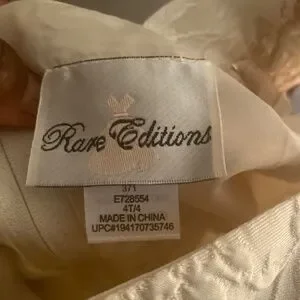 Rare Editions
371
E728554
4T/4
MADE IN CHINA
UPC#194170735746